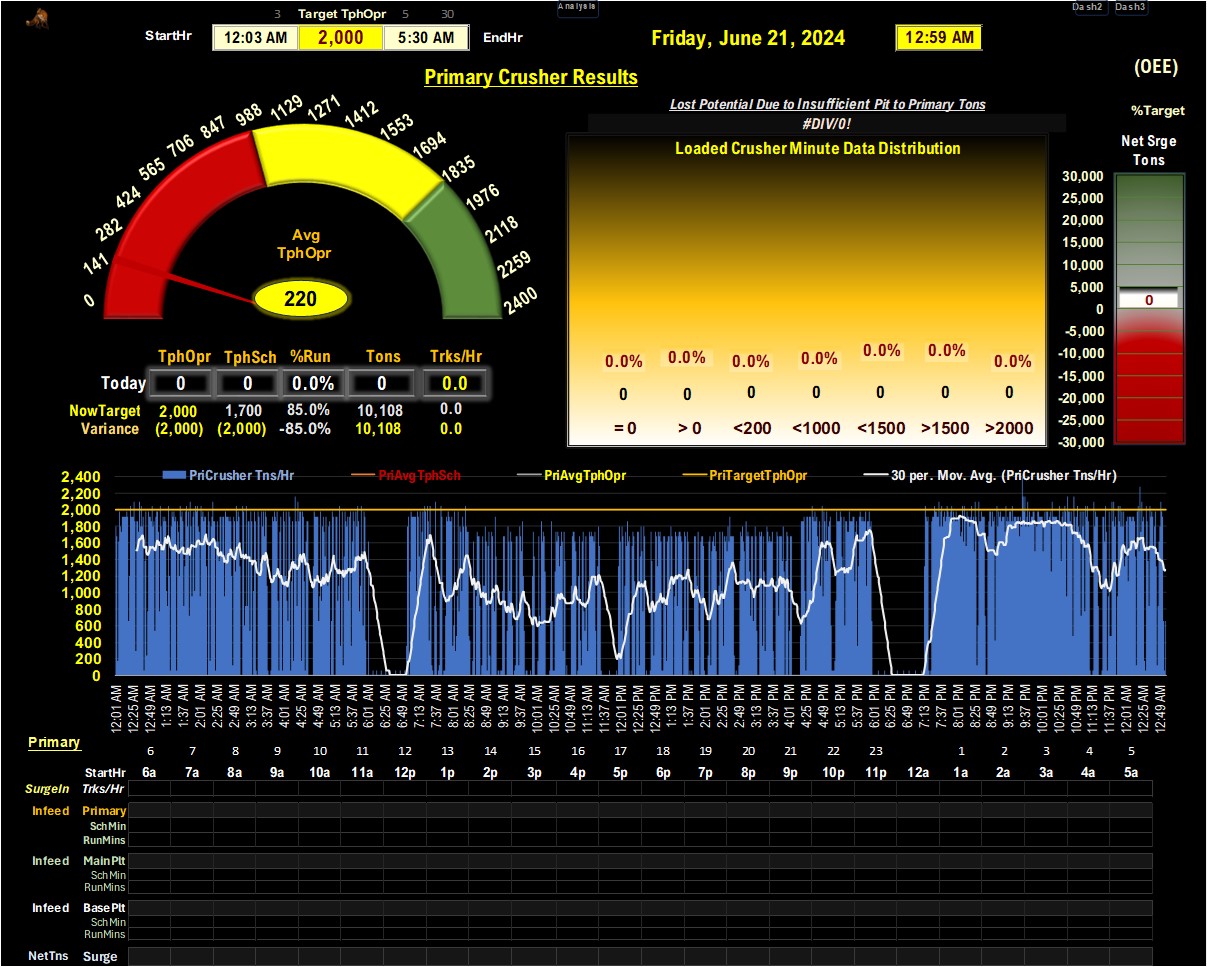 Analysis
Dash2 Dash3
3 Target TphOpr 5 30
StartHr 12:03 AM 2,000 5:30 AM EndHr Friday, June 21, 2024 12:59 AM
(OEE)
Primary Crusher Results
%Target
Lost Potential Due to Insufficient Pit to Primary Tons
#DIV/0!
Net Srge
Tons
Loaded Crusher Minute Data Distribution
0 141 282 424 565 706 847 988 1129 1271 1412 1553 1694 1835 1976 2118 2259 2400
Avg
TphOpr
220
30,000
25,000
20,000
15,000
10,000
5,000
0
0
-5,000
-10,000
-15,000
-20,000
-25,000
-30,000
0.0% 0.0% 0.0% 0.0% 0.0% 0.0% 0.0%
0 0 0 0 0 0 0
=0 >0 <200 <1000 <1500 >1500 >2000
TphOpr TphSch %Run Tons Trks/Hr
Today 0 0 0.0% 0 0.0
NowTarget 2,000 1,700 85.0% 10,108 0.0
Variance (2,000) (2,000) -85.0% 10,108 0.0
PriCrusher Tns/Hr PriAvgTphSch PriAvgTphOpr PriTargetTphOpr 30 per. Mov. Avg. (PriCrusher Tns/Hr)
2,400
2,200
2,000
1,800
1,600
1,400
1,200
1,000
800
600
400
200
0
12:01 AM 12:25 AM 12:49 AM 1:13 AM 1:37 AM 2:01 AM 2:25 AM 2:49 AM 3:13 AM 3:37 AM 4:01 AM 4:25 AM 4:49 AM 5:13 AM 5:37 AM 6:01 AM 6:25 AM 6:49 AM 7:13 AM 7:37 AM 8:01 AM 8:25 AM 8:49 AM 9:13 AM 9:37 AM 10:01 AM 10:25 AM 10:49 AM 11:13 AM 11:37 AM 12:01 PM 12:25 PM 12:49 PM 1:13 PM 1:37 PM 2:01 PM 2:25 PM 2:49 PM 3:13 PM 3:37 PM 4:01 PM 4:25 PM 4:49 PM 5:13 PM 5:37 PM 6:01 PM 6:25 PM 6:49 PM 7:13 PM 7:37 PM 8:01 PM 8:25 PM 8:49 PM 9:13 PM 9:37 PM 10:01 PM 10:25 PM 10:49 PM 11:13 PM 11:37 PM 12:01 AM 12:25 AM 12:49 AM
Primary 6 7 8 9 10 11 12 13 14 15 16 17 18 19 20 21 22 23 1 2 3 4 5
StartHr 6a 7a 8a 9a 10a 11a 12p 1p 2p 3p 4p 5p 6p 7p 8p 9p 10p 11p 12a 1a 2a 3a 4a 5a
SurgeIn Trks/Hr
Infeed Primary
SchMin
RunMins
Infeed MainPlt
SchMin
RunMins
Infeed BasePlt
SchMin
RunMins
NetTns Surge